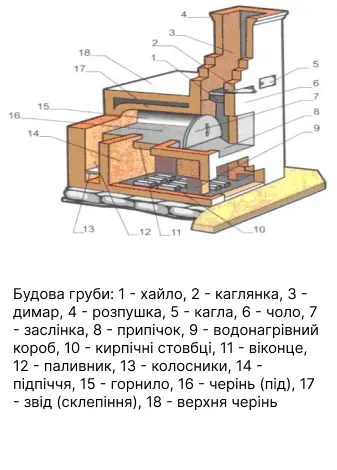 4
3
2
1
18
17
15
16
14
5
6
7
8
9
13
12
11
10
Будова груби: 1 - хайло, 2 - каглянка, 3 -
димар, 4 - розпушка, 5 - кагла, 6 - чоло, 7
- заслінка, 8 - припічок, 9 - водонагрівний
короб, 10 - кирпічні стовбці, 11 - віконце,
12 - паливник, 13 - колосники, 14 -
підпіччя, 15 - горнило, 16 - черінь (під), 17
- звід (склепіння), 18 - верхня черінь